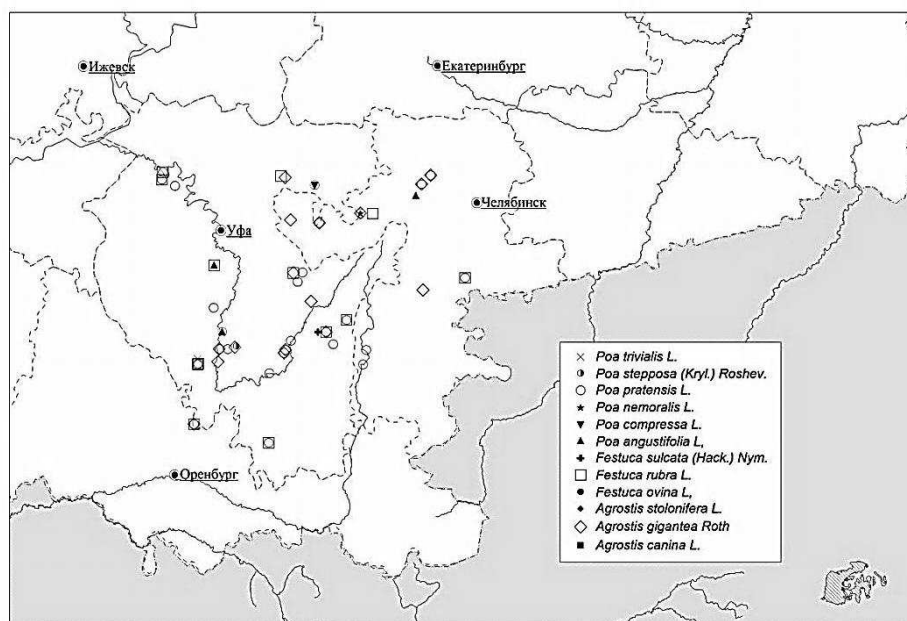 Ижевск
Екатеринбург
Челябинск
Уфа
Оренбург
Poa trivialis L.
Poa stepposa (Kryl.) Roshev.
Poa pratensis L.
Poa nemoralis L.
Poa compressa L.
Poa angustifolia L,
Festuca sulcata (Hack.) Nym.
Festuca rubra L.
Festuca ovina L,
Agrostis stolonifera L.
Agrostis gigantea Roth
Agrostis canina L.